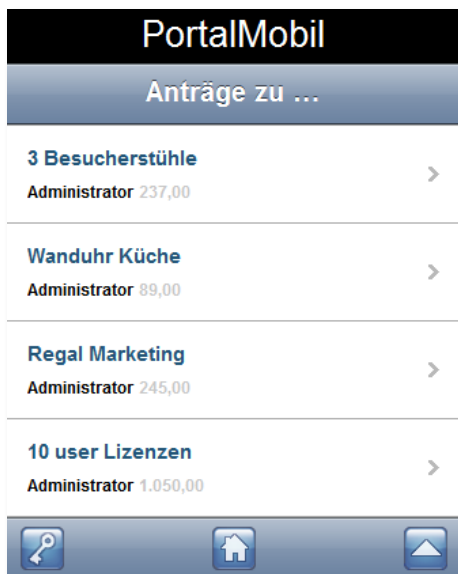 PortalMobil
Anträge zu ...
3 Besucherstühle
Administrator 237,00
Wanduhr Küche
Administrator 89,00
Regal Marketing
Administrator 245,00
10 user Lizenzen
Administrator 1.050,00